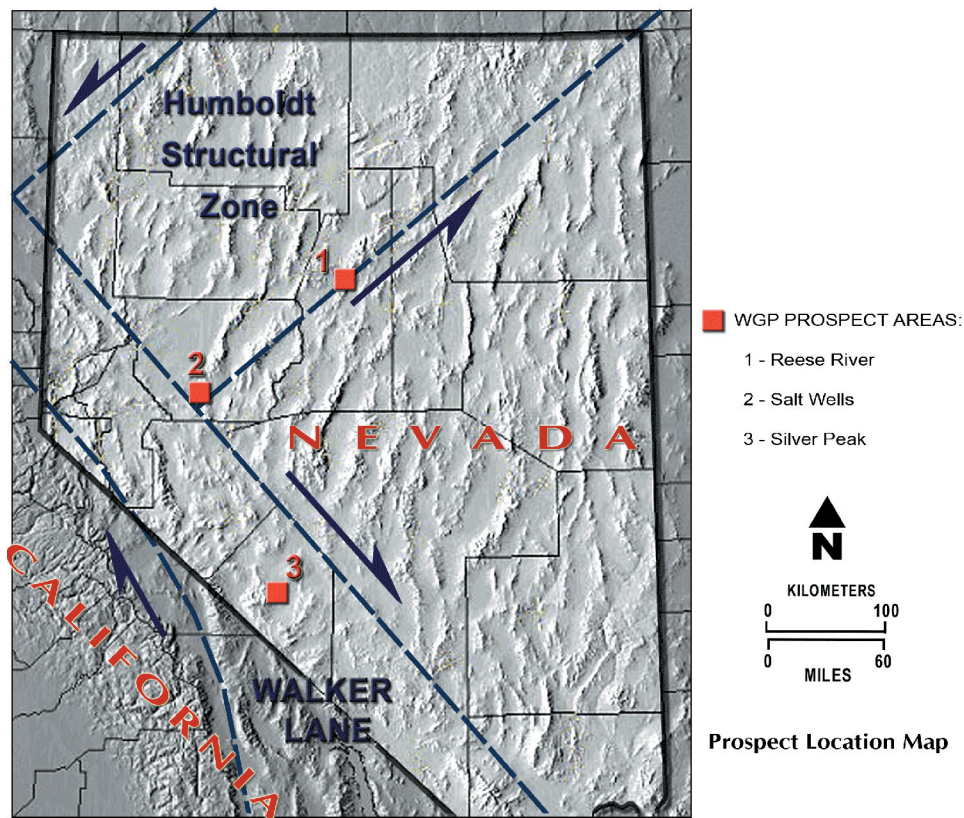 Humboldt
Structural
Zone
1
2
NEVADA
3
CALIFORNIA
WALKER
LANE
WGP PROSPECT AREAS:
1 - Reese River
2 - Salt Wells
3 - Silver Peak
N
KILOMETERS
0 100
0 60
MILES
Prospect Location Map